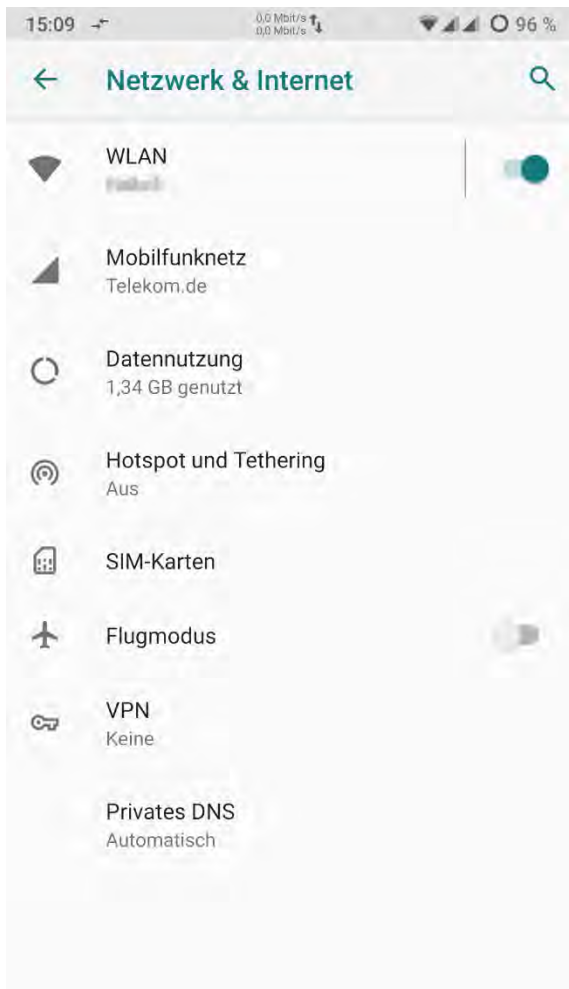 15:09
0,0 Mbit/s
0,0 Mbit/s
96 %
Netzwerk & Internet
WLAN
Mobilfunknetz
Telekom.de
Datennutzung
1,34 GB genutzt
Hotspot und Tethering
Aus
SIM-Karten
Flugmodus
VPN
Keine
Privates DNS
Automatisch